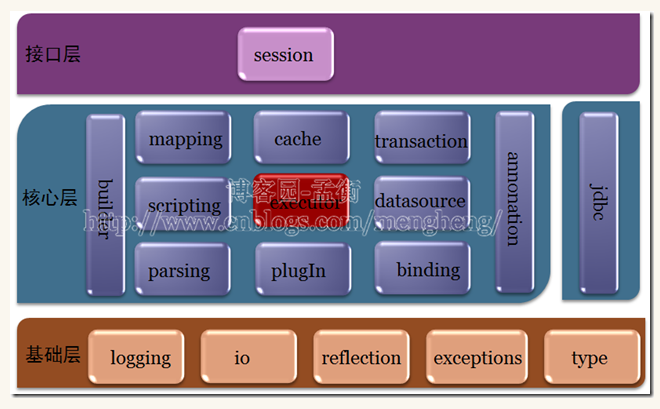 接口层
session
核心层
builder
mapping
cache
transaction
annonation
jdbc
scripting
executor
datasource
博客园-孟衡
http://www.cnblogs.com/mengheng/
parsing
plugIn
binding
基础层
logging
io
reflection
exceptions
type